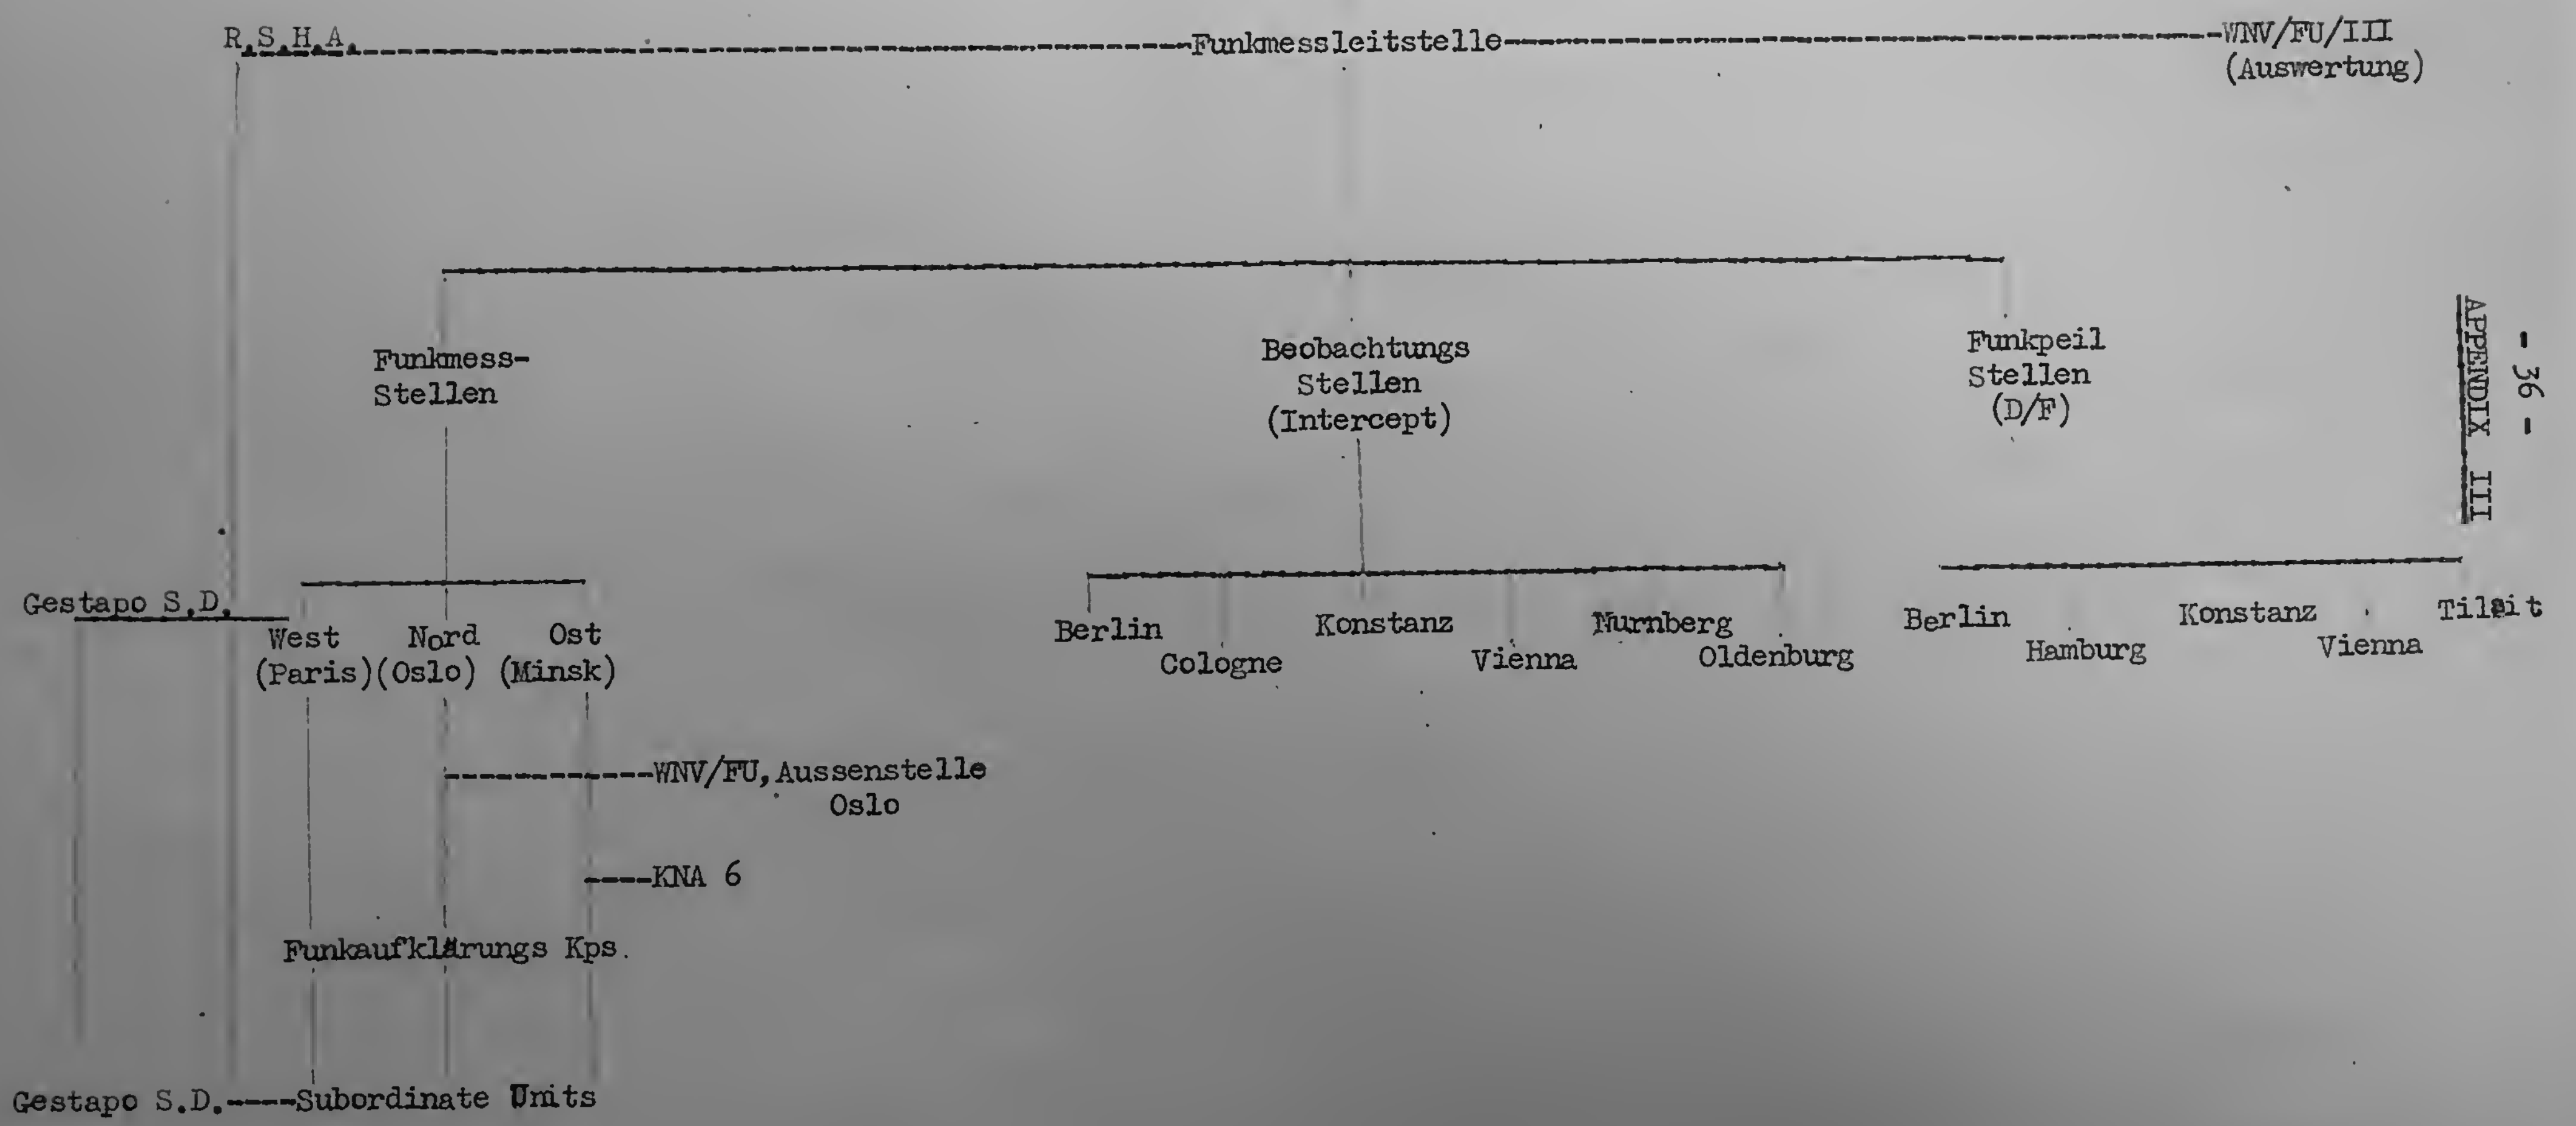 R.S.H.A.----Funkmessleitstelle----WNV/FU/III
(Auswertung)
- 36 -
APPENDIX III
Funkmess-
Stellen
Beobachtungs
Stellen
(Intercept)
Funkpeil
Stellen
(D/F)
Gestapo S.D.
West
(Paris)
Nord
(Oslo)
Ost
(Minsk)
Berlin
Cologne
Konstanz
Vienna
Nurnberg
Oldenburg
Berlin
Hamburg
Konstanz
Vienna
Tilsit
----WNV/FU, Aussenstelle
Oslo
----KNA 6
Funkaufklärungs Kps.
Gestapo S.D.----Subordinate Units